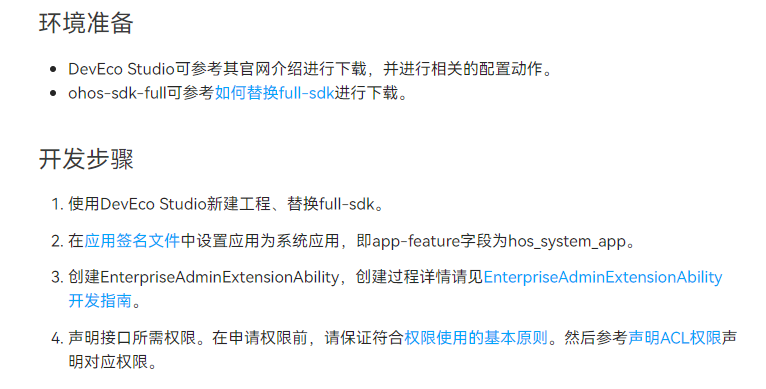 环境准备
DevEco Studio可参考其官网介绍进行下载，并进行相关的配置动作。
ohos-sdk-full可参考如何替换full-sdk进行下载。
开发步骤
1. 使用DevEco Studio新建工程、替换full-sdk。
2. 在应用签名文件中设置应用为系统应用，即app-feature字段为hos_system_app。
3. 创建EnterpriseAdminExtensionAbility，创建过程详情请见EnterpriseAdminExtensionAbility
开发指南。
4. 声明接口所需权限。在申请权限前，请保证符合权限使用的基本原则。然后参考声明ACL权限声
明对应权限。